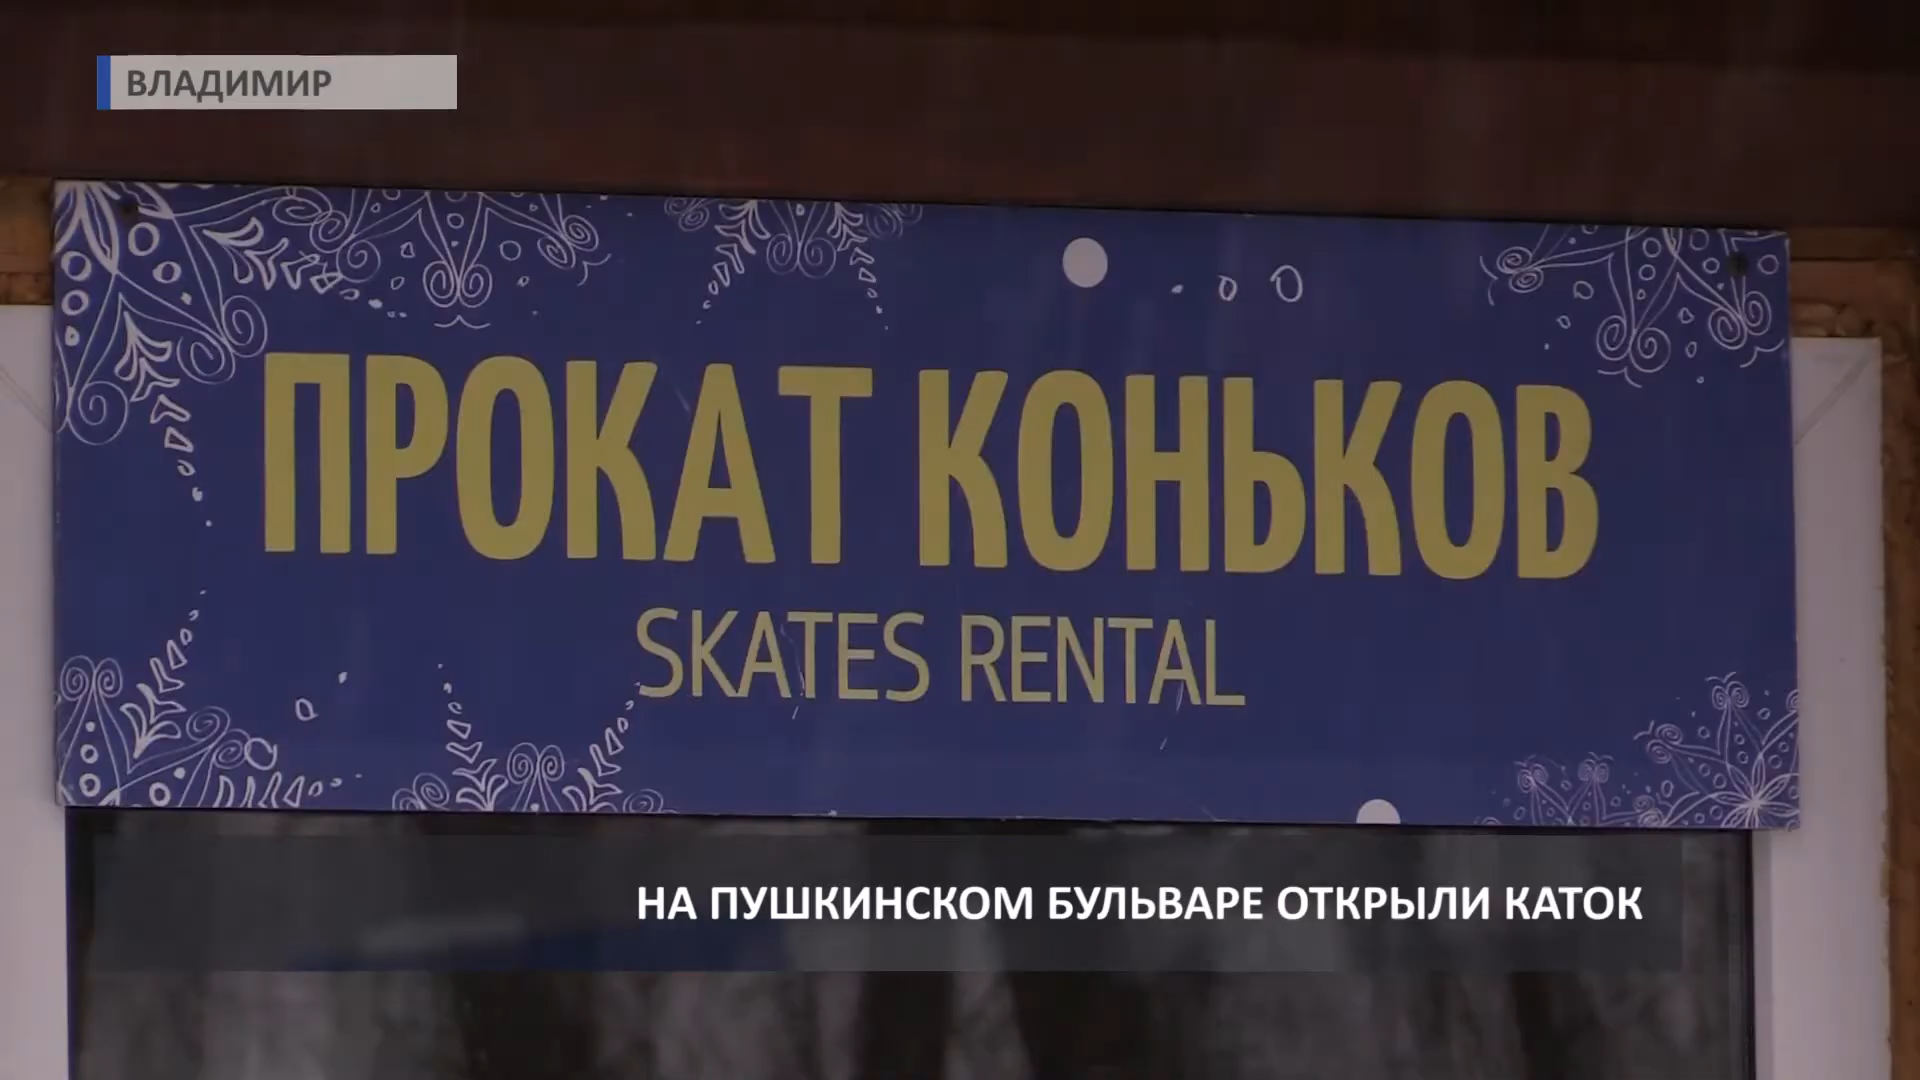 ВЛАДИМИР
ПРОКАТ КОНЬКОВ
SKATES RENTAL
НА ПУШКИНСКОМ БУЛЬВАРЕ ОТКРЫЛИ КАТОК